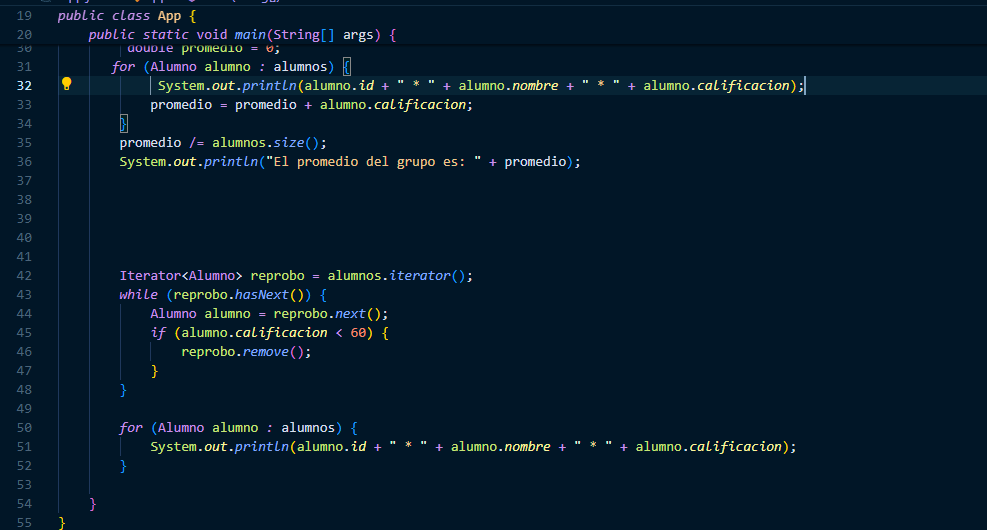 19 public class App {
20 public static void main(String[] args) {
30 double promedio = 0;
31 for (Alumno alumno : alumnos) {
32 System.out.println(alumno.id + " * " + alumno.nombre + " * " + alumno.calificacion);
33 promedio = promedio + alumno.calificacion;
34 }
35 promedio /= alumnos.size();
36 System.out.println("El promedio del grupo es: " + promedio);
37
38
39
40
41
42 Iterator<Alumno> reprobo = alumnos.iterator();
43 while (reprobo.hasNext()) {
44 Alumno alumno = reprobo.next();
45 if (alumno.calificacion < 60) {
46 reprobo.remove();
47 }
48 }
49
50 for (Alumno alumno : alumnos) {
51 System.out.println(alumno.id + " * " + alumno.nombre + " * " + alumno.calificacion);
52 }
53
54 }
55 }